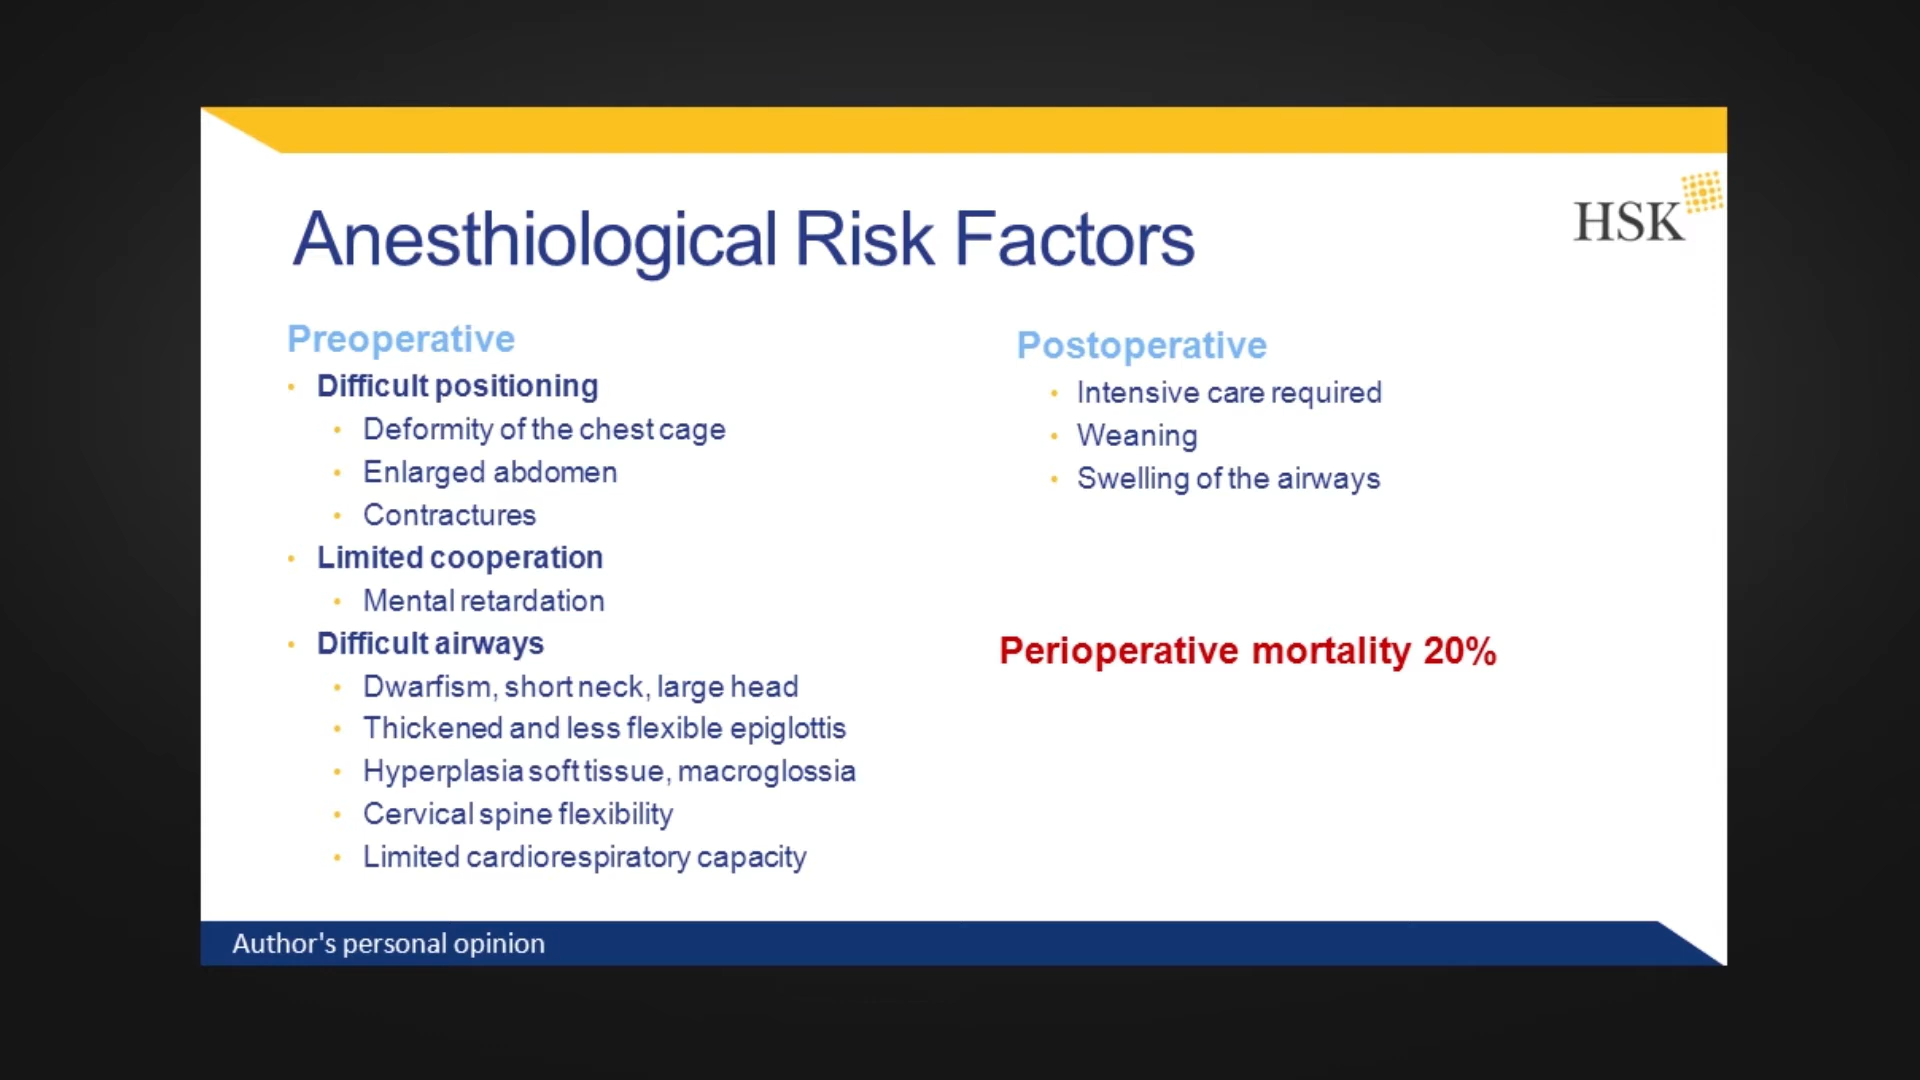 HSK
Anesthiological Risk Factors
Preoperative
• Difficult positioning
• Deformity of the chest cage
• Enlarged abdomen
• Contractures
• Limited cooperation
• Mental retardation
• Difficult airways
• Dwarfism, short neck, large head
• Thickened and less flexible epiglottis
• Hyperplasia soft tissue, macroglossia
• Cervical spine flexibility
• Limited cardiorespiratory capacity
Postoperative
• Intensive care required
• Weaning
• Swelling of the airways
Perioperative mortality 20%
Author's personal opinion